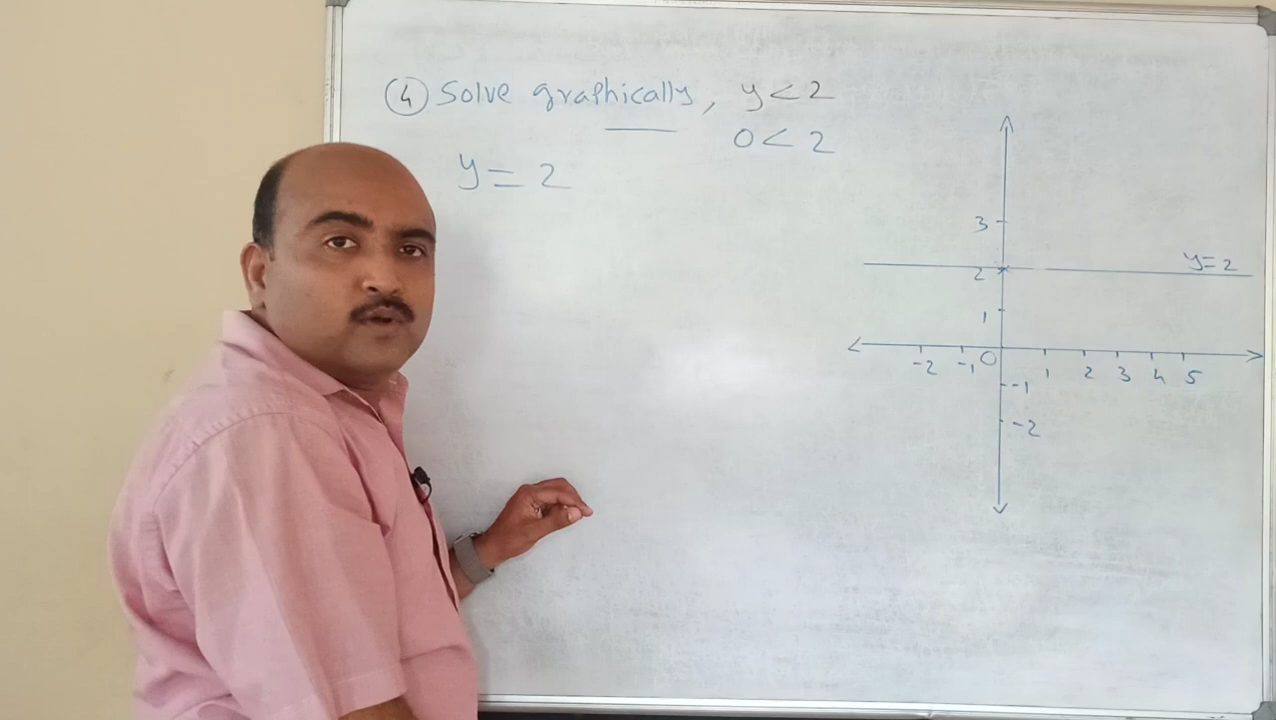 ④ Solve graphically, y < 2
0 < 2
y = 2
3
y=2
2
1
-2 -1 0 1 2 3 4 5
-1
-2